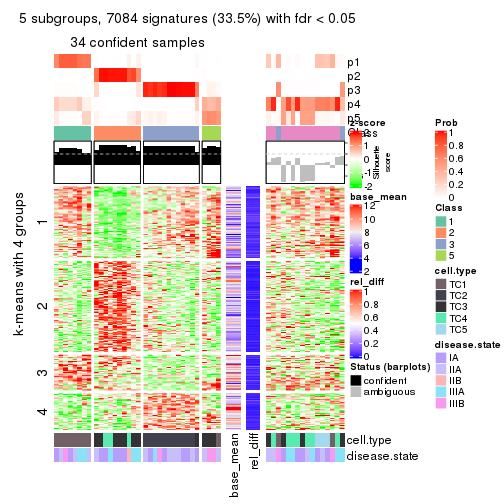 5 subgroups, 7084 signatures (33.5%) with fdr < 0.05
34 confident samples
p1
p2
p3
p4
p5
Class
z-score
2
1
0
-1
-2
Silhouette
score
k-means with 4 groups
1
2
3
4
base_mean
12
10
8
6
4
2
rel_diff
1
0.8
0.6
0.4
0.2
0
Status (barplots)
confident
ambiguous
Prob
1
0.8
0.6
0.4
0.2
0
Class
1
2
3
5
cell.type
TC1
TC2
TC3
TC4
TC5
disease.state
IA
IIA
IIB
IIIA
IIIB
cell.type
disease.state
base_mean
rel_diff